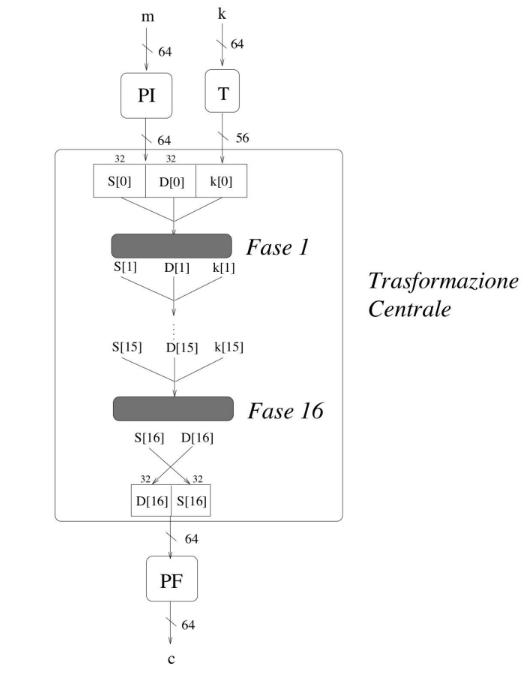 m k
64 64
PI T
64 56
32 32
S[0] D[0] k[0]
Fase 1
S[1] D[1] k[1]
Trasformazione
Centrale
S[15] D[15] k[15]
Fase 16
S[16] D[16]
32 32
D[16] S[16]
64
PF
64
c